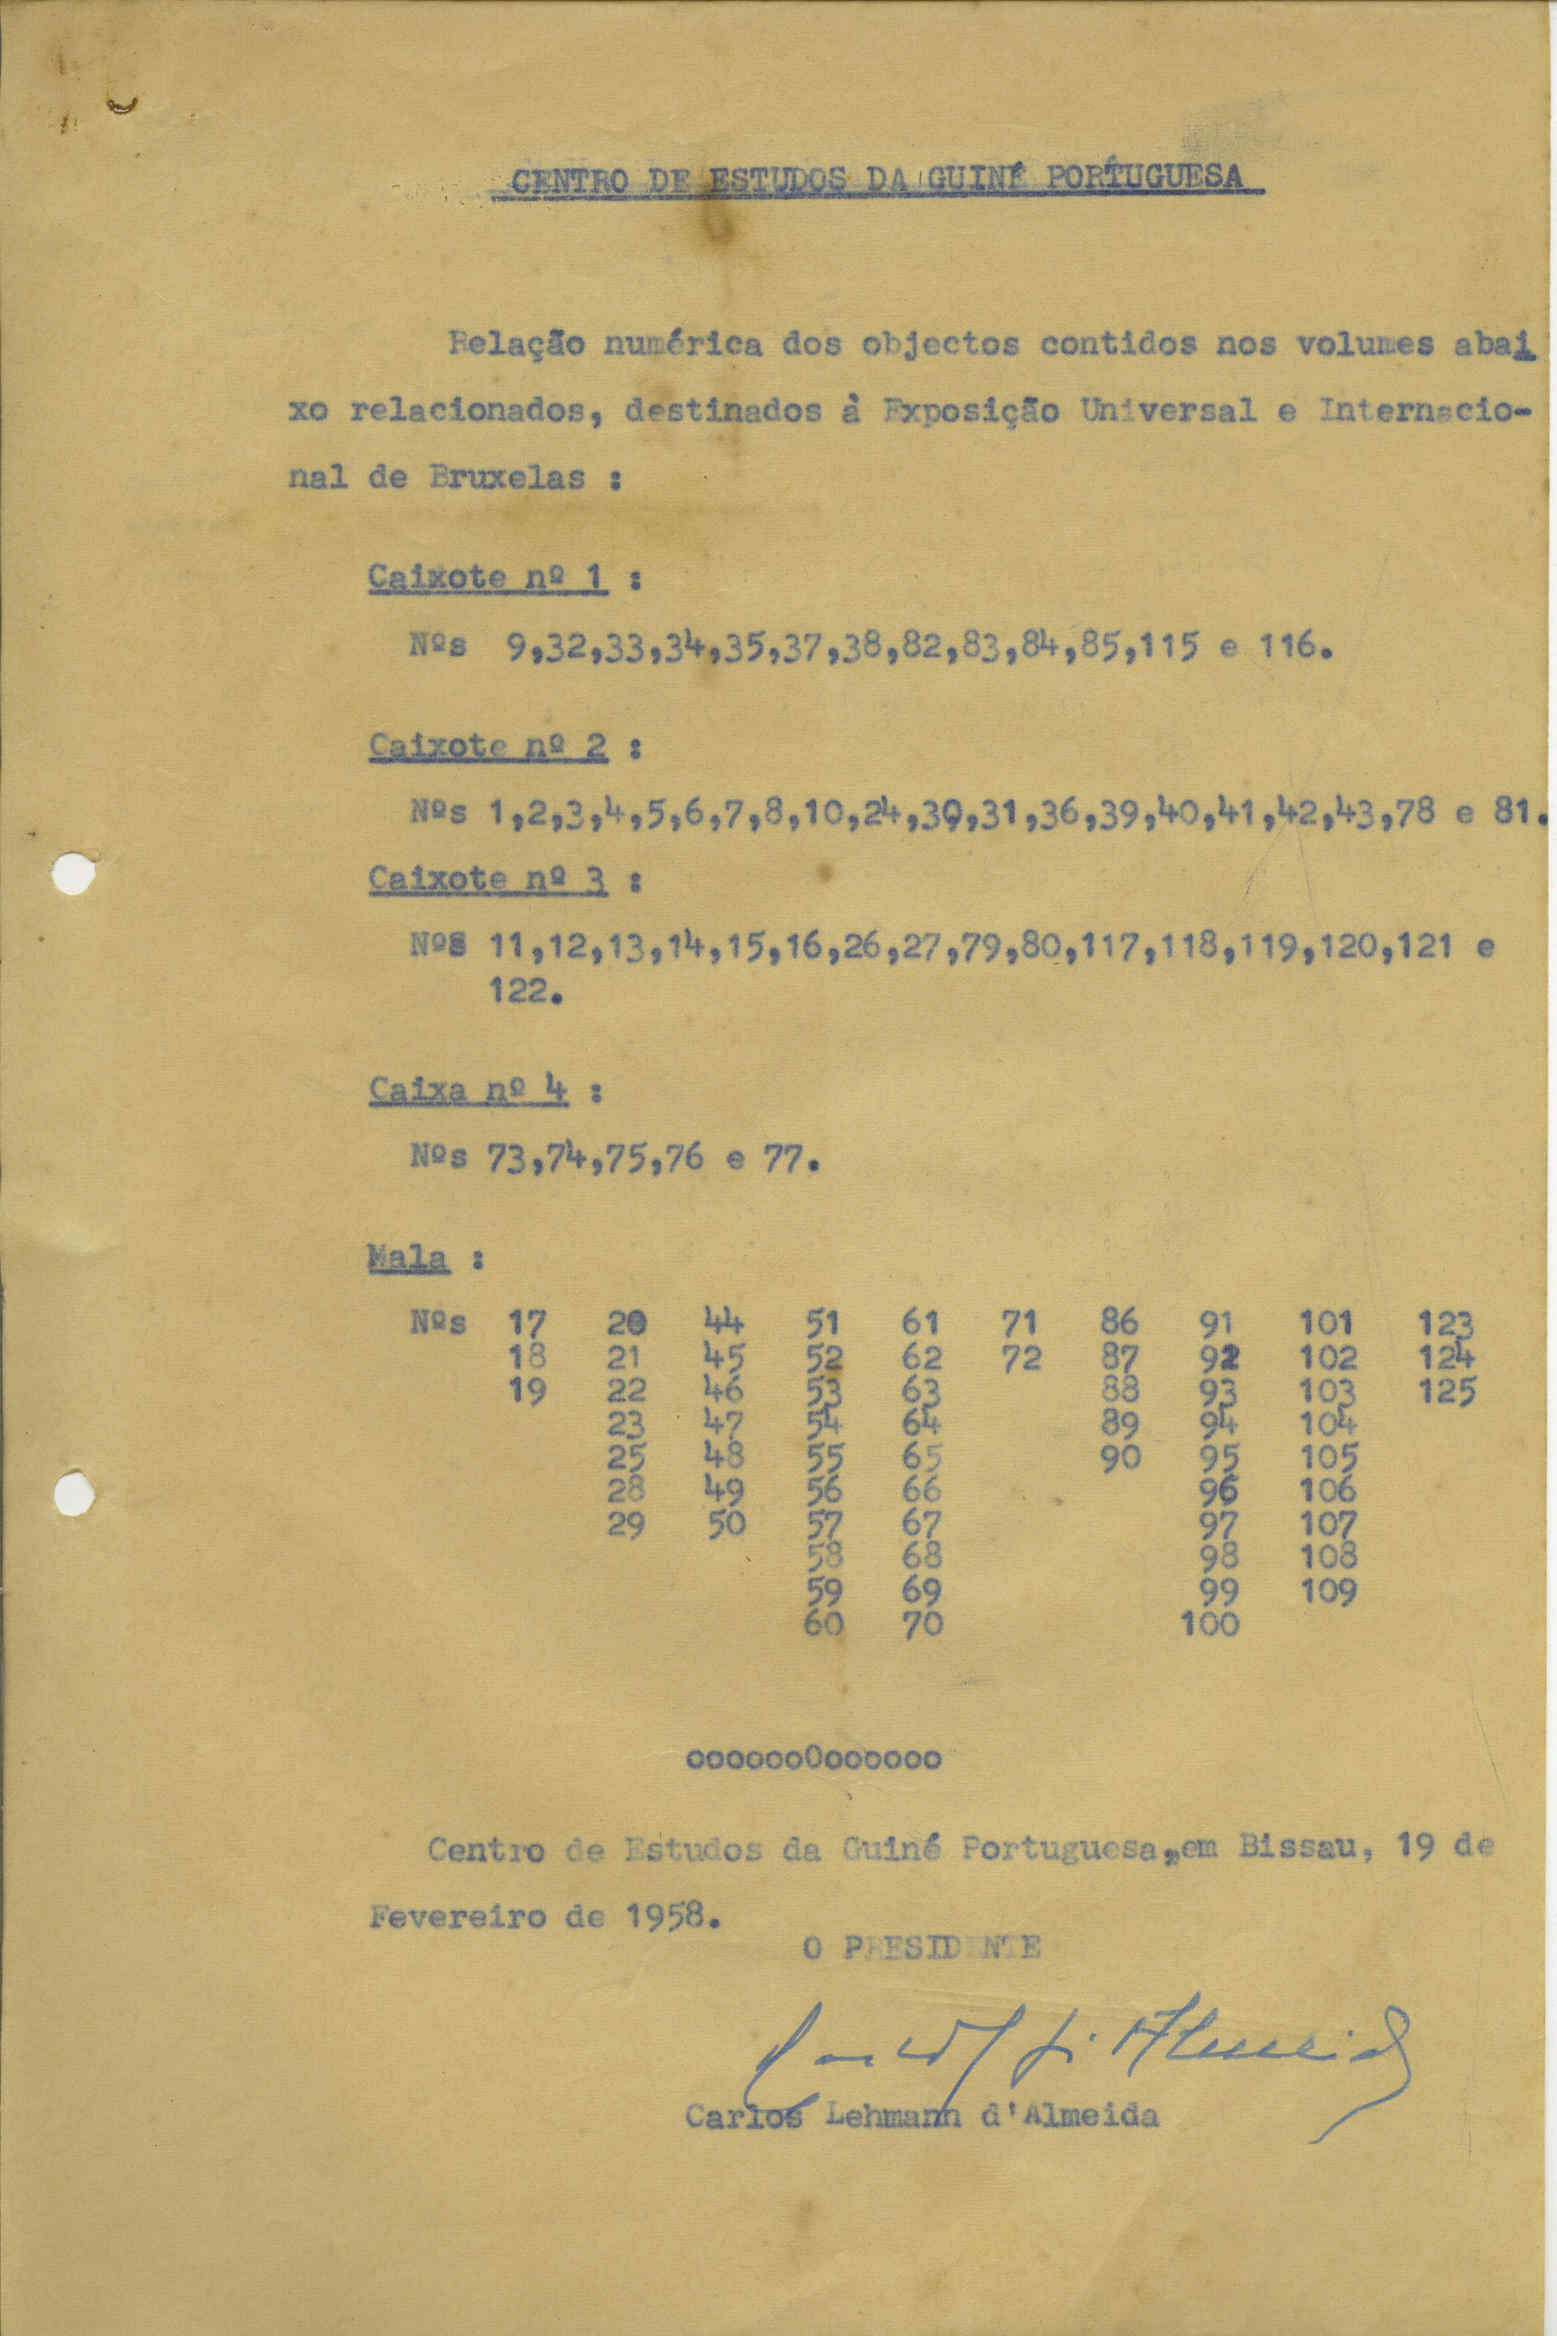 CENTRO DE ESTUDOS DA GUINÉ PORTUGUESA
Relação numérica dos objectos contidos nos volumes abai
xo relacionados, destinados à Exposição Universal e Internacio-
nal de Bruxelas :
Caixote nº 1 :
Nºs 9,32,33,34,35,37,38,82,83,84,85,115 e 116.
Caixote nº 2 :
Nºs 1,2,3,4,5,6,7,8,10,24,30,31,36,39,40,41,42,43,78 e 81.
Caixote nº 3 :
Nºs 11,12,13,14,15,16,26,27,79,80,117,118,119,120,121 e
122.
Caixa nº 4 :
Nºs 73,74,75,76 e 77.
Mala :
Nºs 17 20 44 51 61 71 86 91 101 123
18 21 45 52 62 72 87 92 102 124
19 22 46 53 63 88 93 103 125
23 47 54 64 89 94 104
25 48 55 65 90 95 105
28 49 56 66 96 106
29 50 57 67 97 107
58 68 98 108
59 69 99 109
60 70 100
oooooo0oooooo
Centro de Estudos da Guiné Portuguesa,em Bissau, 19 de
Fevereiro de 1958.
O PRESIDENTE
Carlos Lehmann d'Almeida